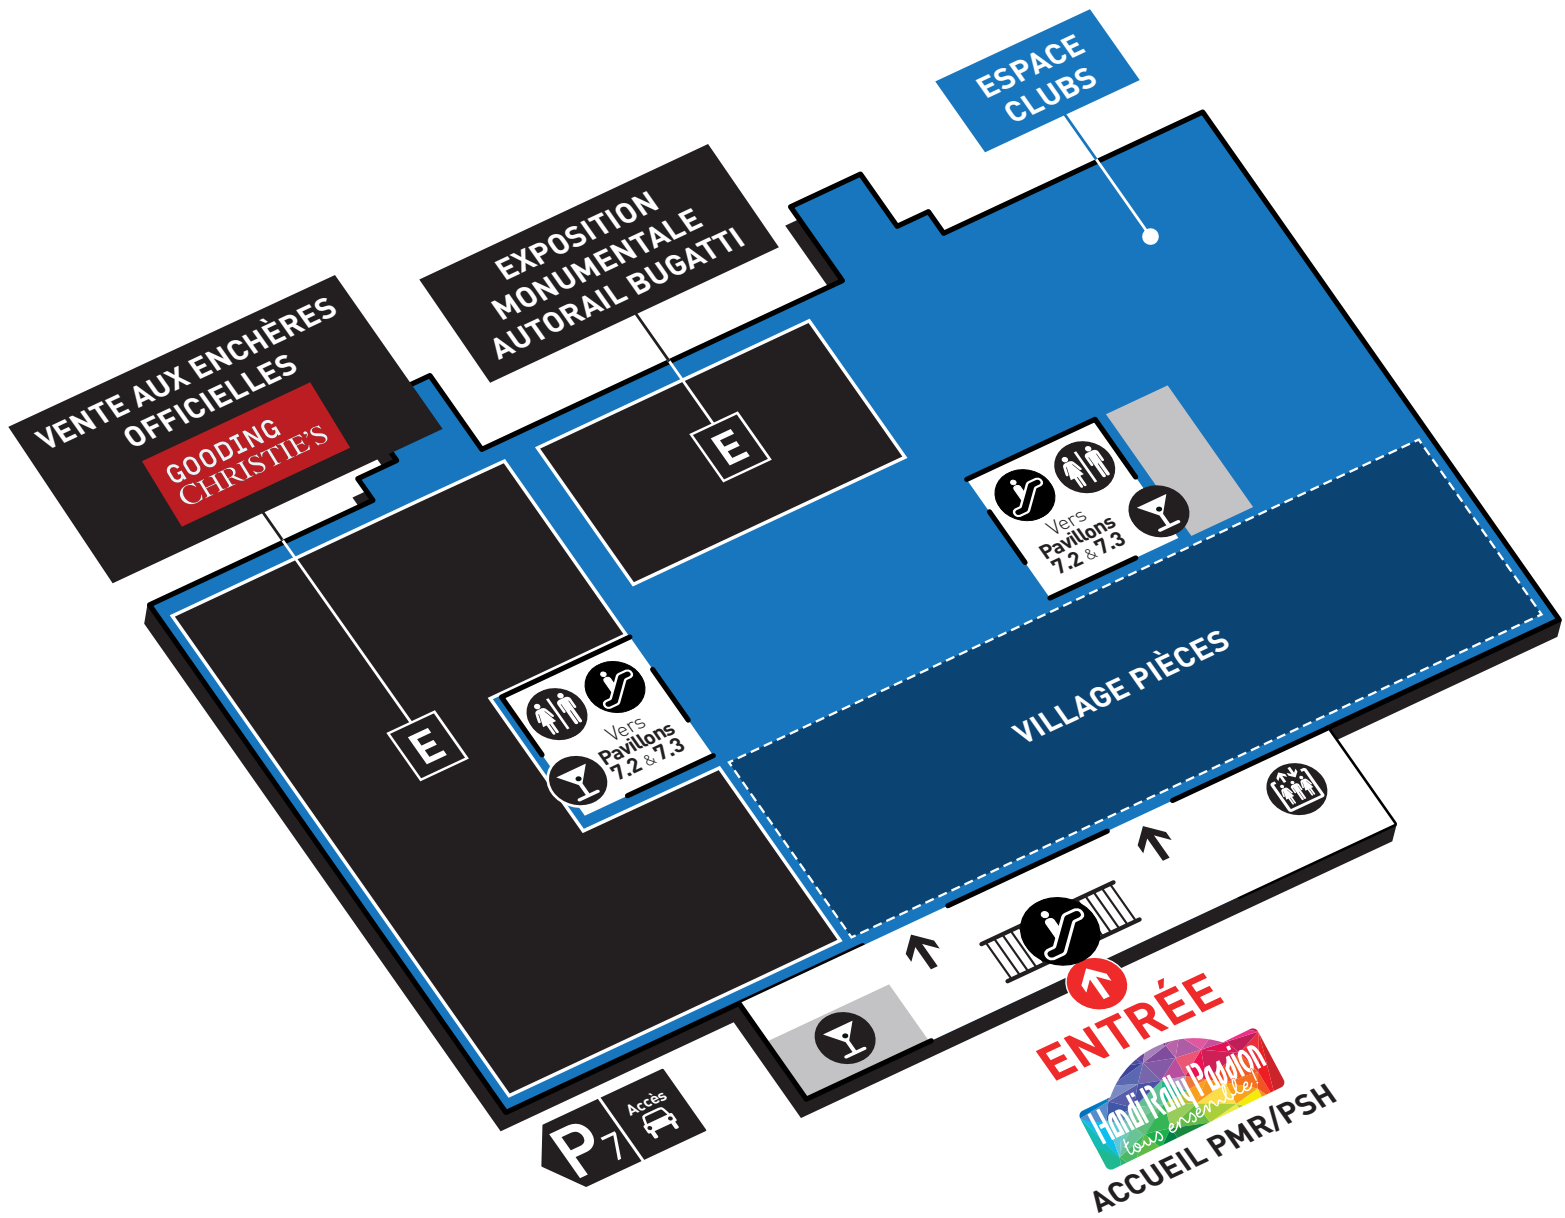 ESPACE
CLUBS
EXPOSITION
MONUMENTALE
AUTORAIL BUGATTI
VENTE AUX ENCHÈRES
OFFICIELLES
GOODING
CHRISTIE'S
E
E
Vers
Pavillons
7.2 & 7.3
Vers
Pavillons
7.2 & 7.3
VILLAGE PIÈCES
ENTRÉE
Handi Rally Passion
tous ensemble!
ACCUEIL PMR/PSH
P7
Accès